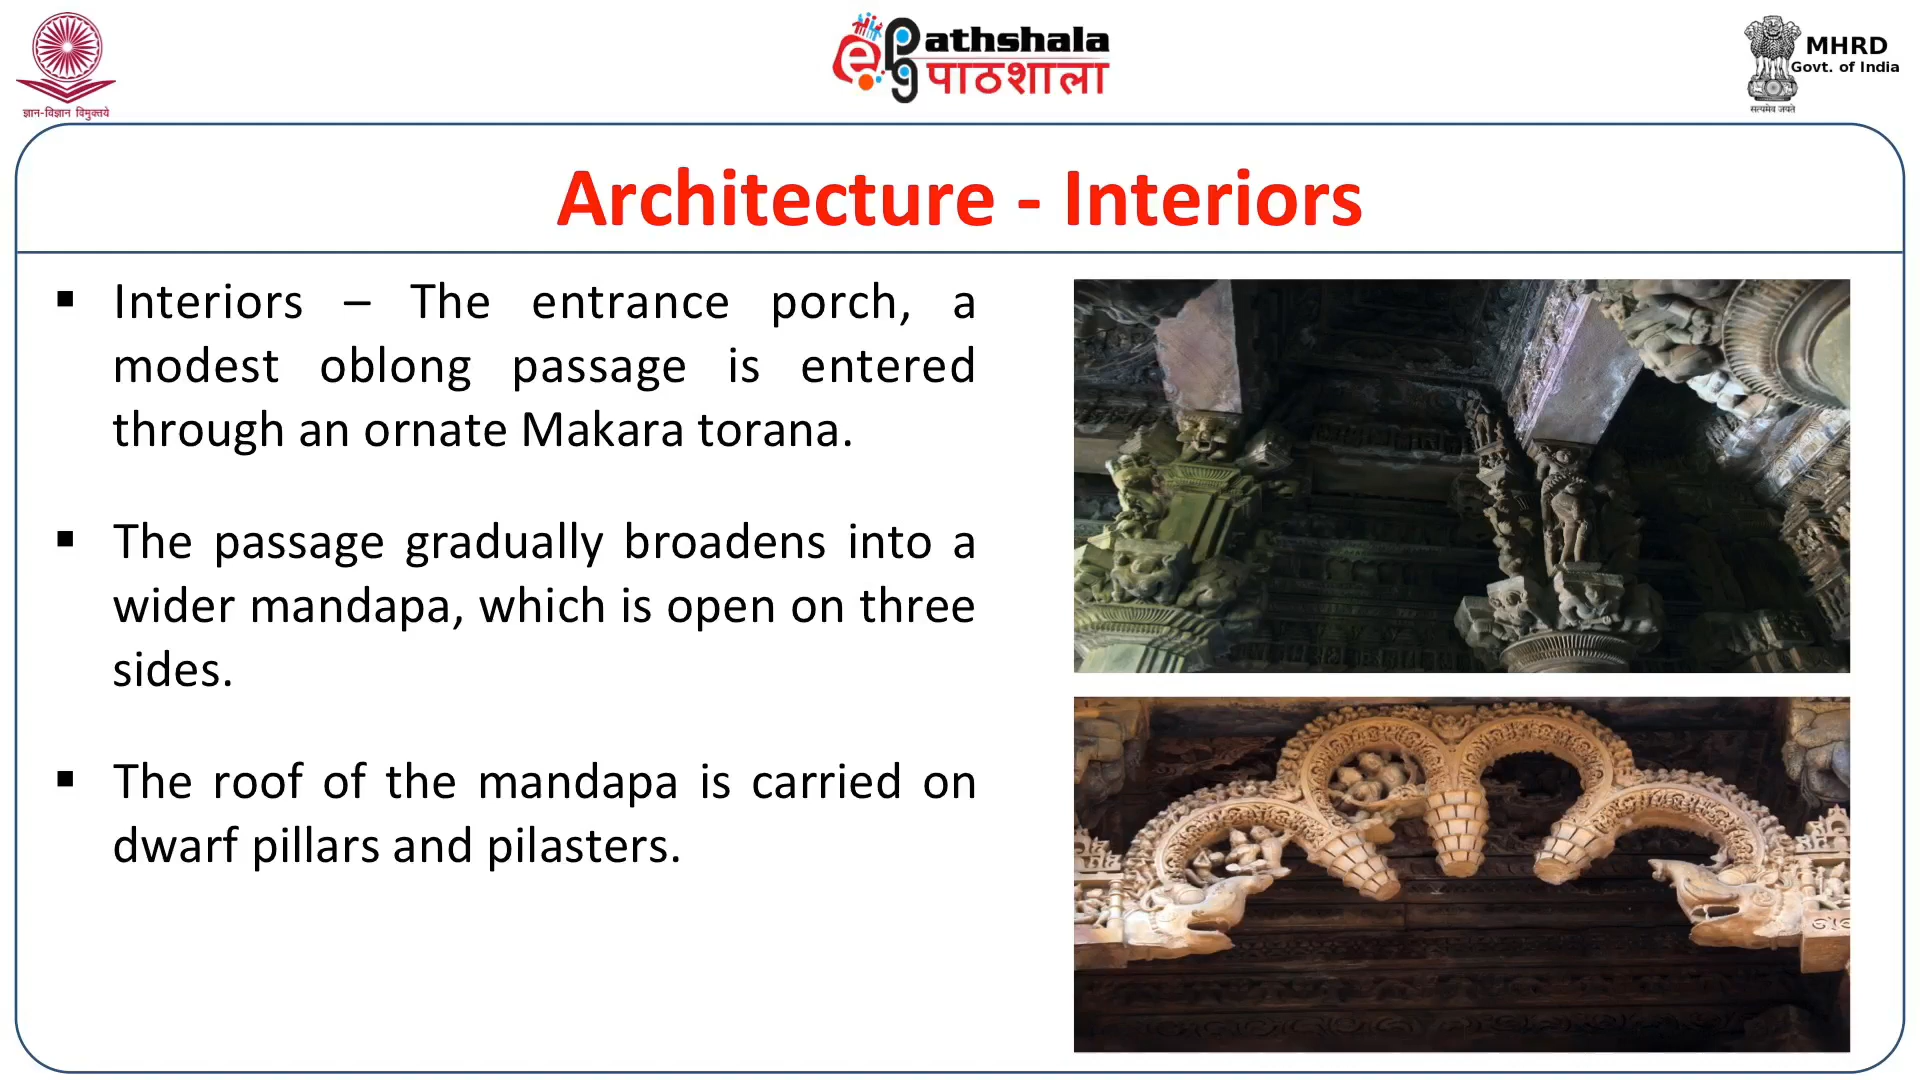 ज्ञान-विज्ञान विमुक्तये
e pg Pathshala
पाठशाला
MHRD
Govt. of India
सत्यमेव जयते
Architecture - Interiors
▪ Interiors – The entrance porch, a
modest oblong passage is entered
through an ornate Makara torana.
▪ The passage gradually broadens into a
wider mandapa, which is open on three
sides.
▪ The roof of the mandapa is carried on
dwarf pillars and pilasters.